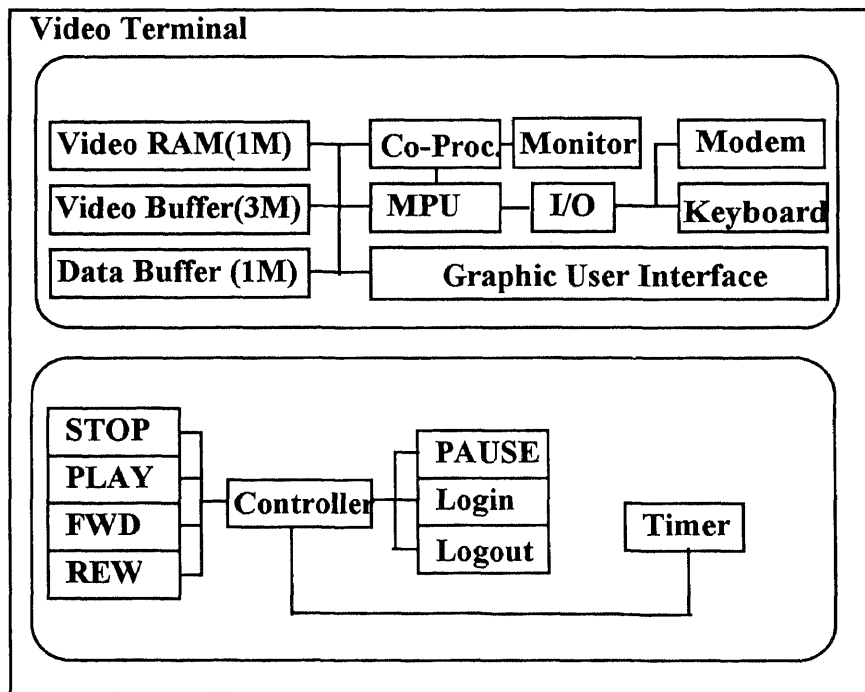 Video Terminal
Video RAM(1M)
Co-Proc.
Monitor
Modem
Video Buffer(3M)
MPU
I/O
Keyboard
Data Buffer (1M)
Graphic User Interface
STOP
PLAY
FWD
REW
Controller
PAUSE
Login
Logout
Timer